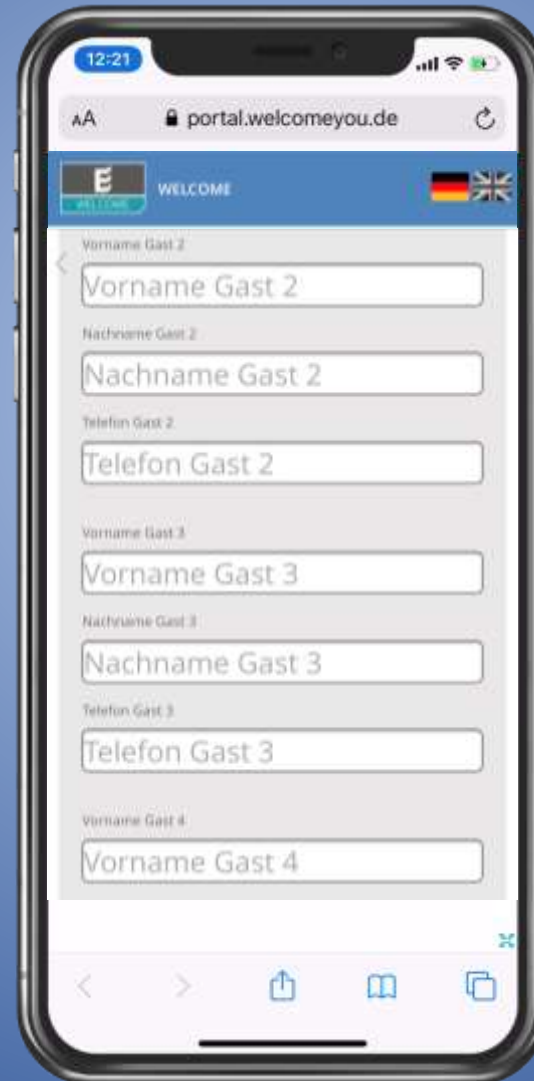 12:21
AA portal.welcomeyou.de
E
WELCOME
WELCOME
Vorname Gast 2
Vorname Gast 2
Nachname Gast 2
Nachname Gast 2
Telefon Gast 2
Telefon Gast 2
Vorname Gast 3
Vorname Gast 3
Nachname Gast 3
Nachname Gast 3
Telefon Gast 3
Telefon Gast 3
Vorname Gast 4
Vorname Gast 4